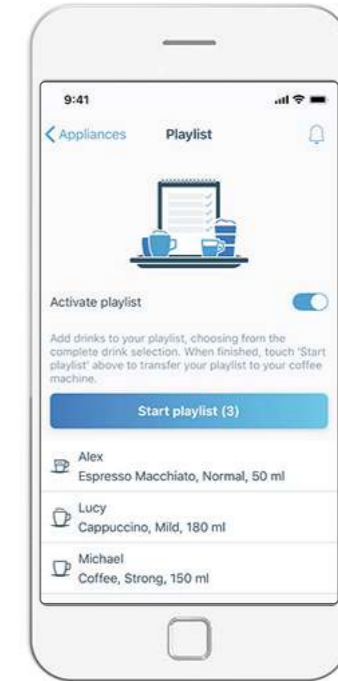 9:41
Appliances Playlist
Activate playlist
Add drinks to your playlist, choosing from the
complete drink selection. When finished, touch 'Start
playlist' above to transfer your playlist to your coffee
machine.
Start playlist (3)
Alex
Espresso Macchiato, Normal, 50 ml
Lucy
Cappuccino, Mild, 180 ml
Michael
Coffee, Strong, 150 ml